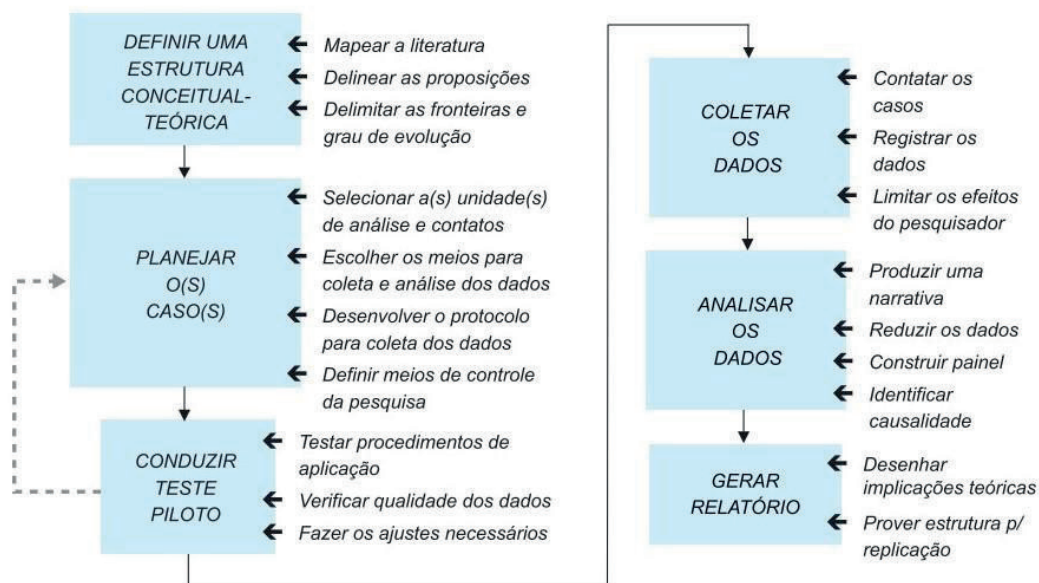 DEFINIR UMA
ESTRUTURA
CONCEITUAL-
TEÓRICA
Mapear a literatura
Delinear as proposições
Delimitar as fronteiras e
grau de evolução
PLANEJAR
O(S)
CASO(S)
Selecionar a(s) unidade(s)
de análise e contatos
Escolher os meios para
coleta e análise dos dados
Desenvolver o protocolo
para coleta dos dados
Definir meios de controle
da pesquisa
CONDUZIR
TESTE
PILOTO
Testar procedimentos de
aplicação
Verificar qualidade dos dados
Fazer os ajustes necessários
COLETAR
OS
DADOS
Contatar os
casos
Registrar os
dados
Limitar os efeitos
do pesquisador
ANALISAR
OS
DADOS
Produzir uma
narrativa
Reduzir os dados
Construir painel
Identificar
causalidade
GERAR
RELATÓRIO
Desenhar
implicações teóricas
Prover estrutura p/
replicação